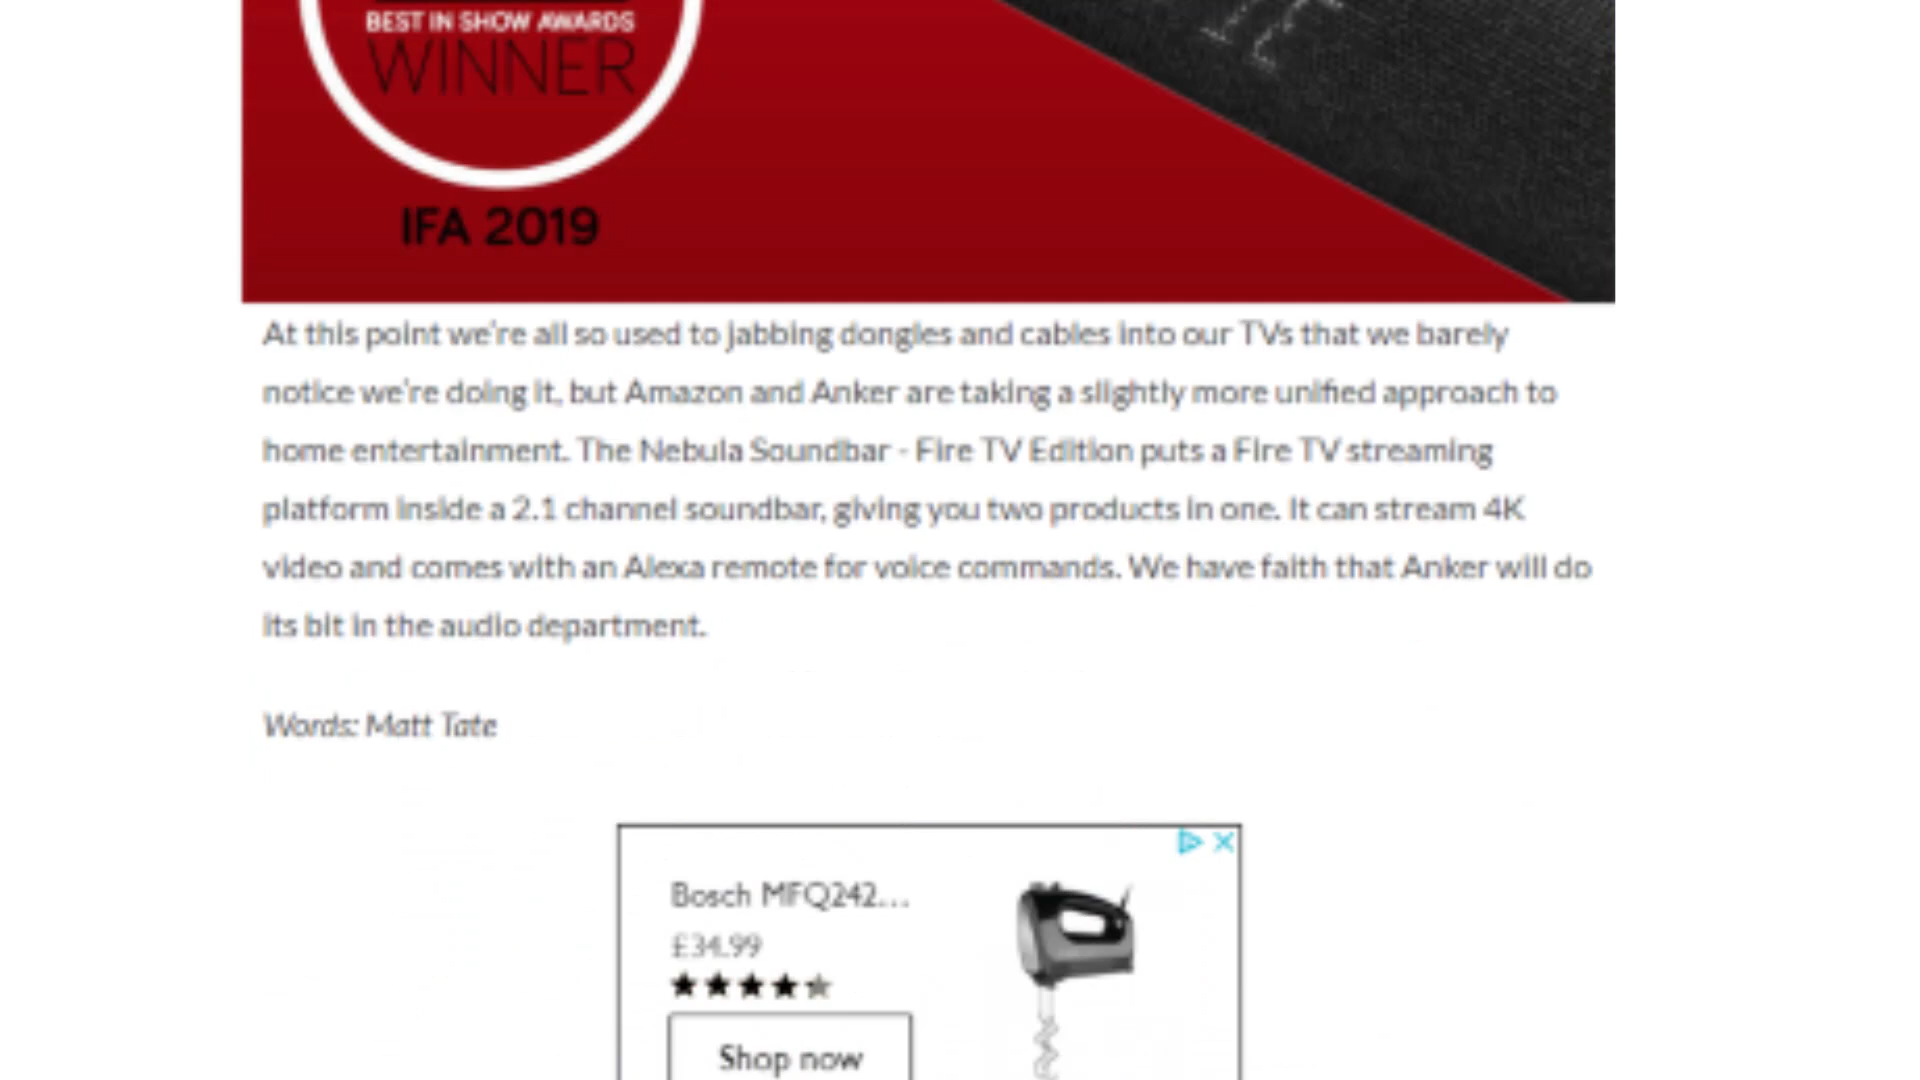 BEST IN SHOW AWARDS
WINNER
IFA 2019
At this point we're all so used to jabbing dongles and cables into our TVs that we barely
notice we're doing it, but Amazon and Anker are taking a slightly more unified approach to
home entertainment. The Nebula Soundbar - Fire TV Edition puts a Fire TV streaming
platform inside a 2.1 channel soundbar, giving you two products in one. It can stream 4K
video and comes with an Alexa remote for voice commands. We have faith that Anker will do
its bit in the audio department.
Words: Matt Tate
Bosch MFQ242...
£34.99
Shop now